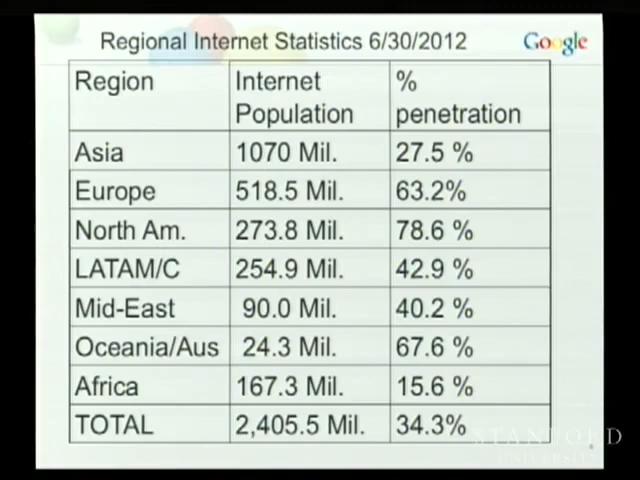 Regional Internet Statistics 6/30/2012
Google
Region Internet Population % penetration
Asia 1070 Mil. 27.5 %
Europe 518.5 Mil. 63.2%
North Am. 273.8 Mil. 78.6 %
LATAM/C 254.9 Mil. 42.9 %
Mid-East 90.0 Mil. 40.2 %
Oceania/Aus 24.3 Mil. 67.6 %
Africa 167.3 Mil. 15.6 %
TOTAL 2,405.5 Mil. 34.3%
STANFORD
UNIVERSITY